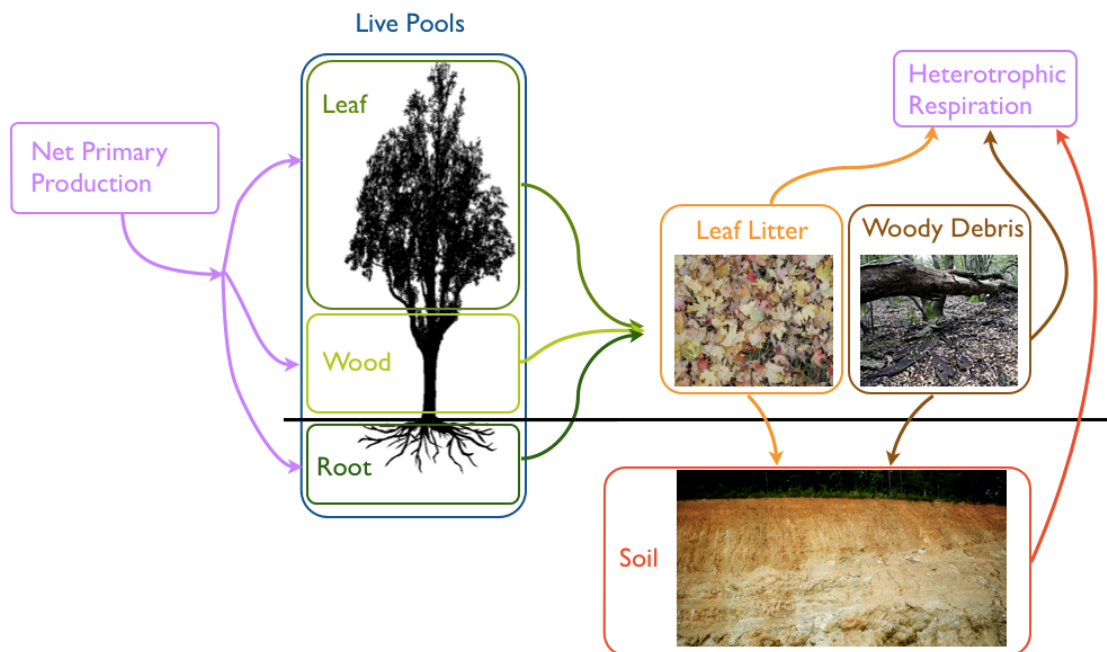 Live Pools
Leaf
Heterotrophic
Respiration
Net Primary
Production
Leaf Litter
Woody Debris
Wood
Root
Soil